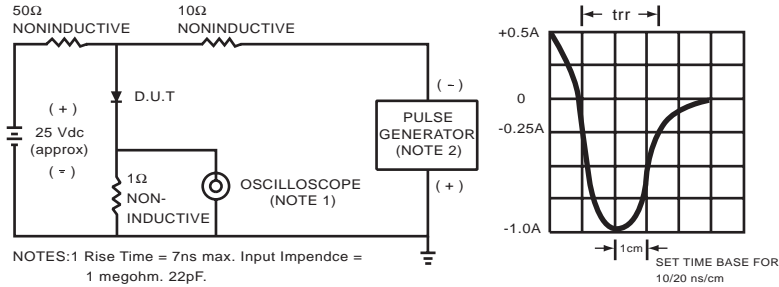 50Ω
NONINDUCTIVE
10Ω
NONINDUCTIVE
D.U.T
(+)
25 Vdc
(approx)
(-)
1Ω
NON-
INDUCTIVE
OSCILLOSCOPE
(NOTE 1)
(-)
PULSE
GENERATOR
(NOTE 2)
(+)
NOTES:1 Rise Time = 7ns max. Input Impendce =
1 megohm. 22pF.
trr
+0.5A
0
-0.25A
-1.0A
1cm
SET TIME BASE FOR
10/20 ns/cm